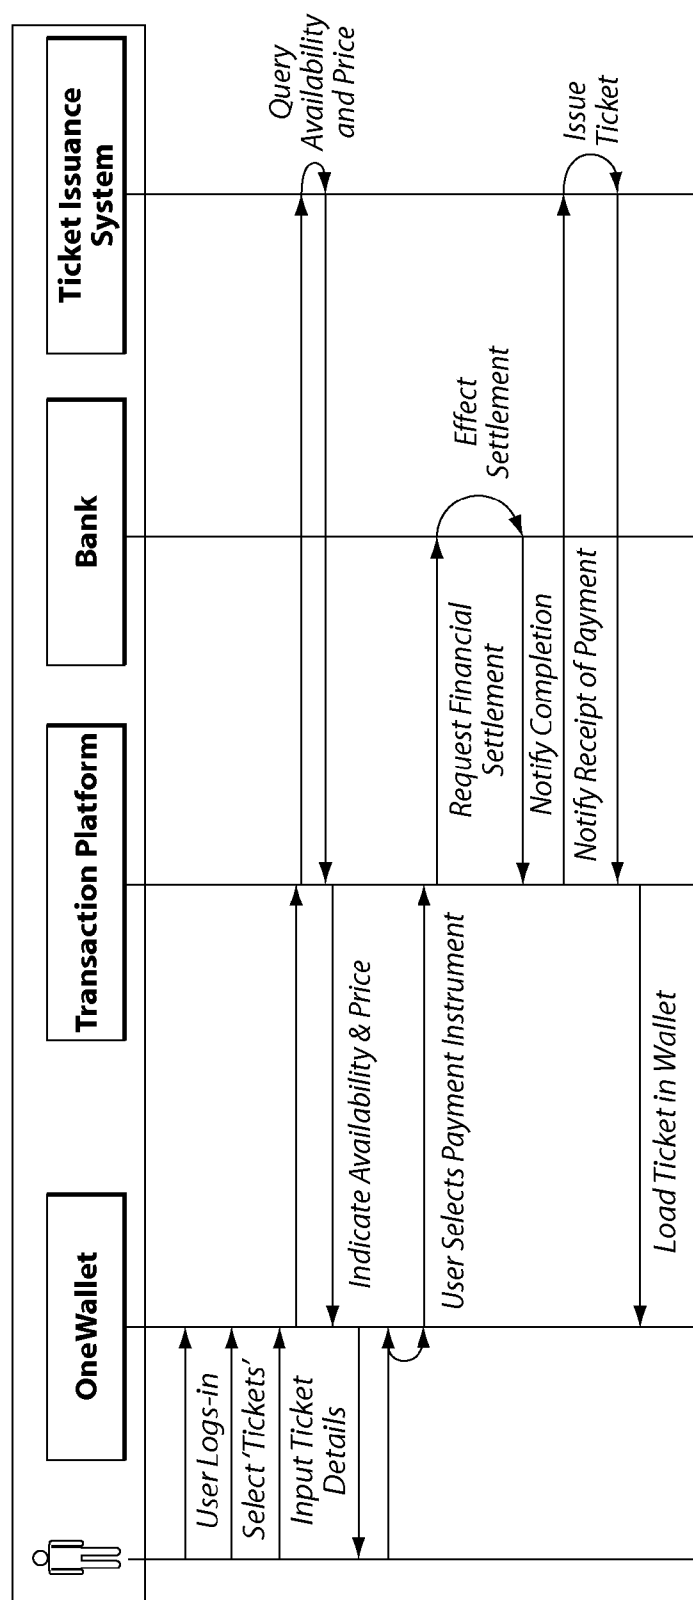 OneWallet
Transaction Platform
Bank
Ticket Issuance
System
User Logs-in
Select ‘Tickets’
Input Ticket
Details
Query
Availability
and Price
Indicate Availability & Price
User Selects Payment Instrument
Request Financial
Settlement
Effect
Settlement
Notify Completion
Notify Receipt of Payment
Issue
Ticket
Load Ticket in Wallet